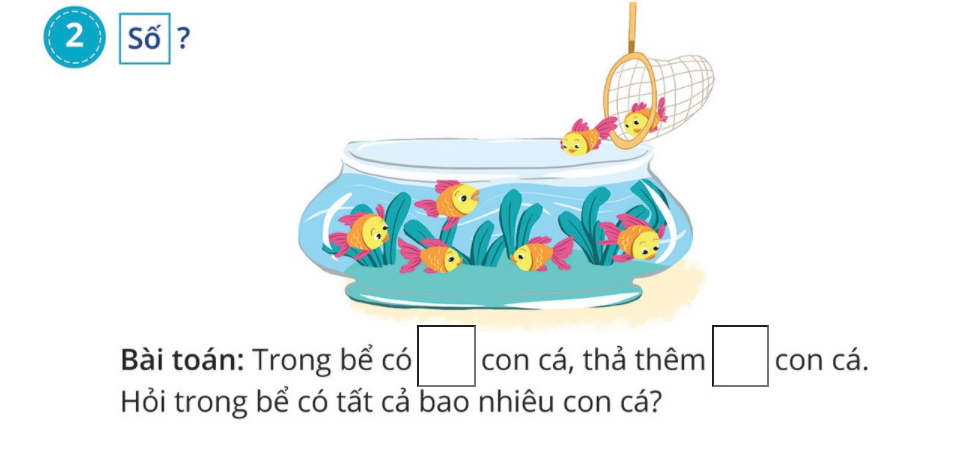 2 Số ?
Bài toán: Trong bể có con cá, thả thêm con cá.
Hỏi trong bể có tất cả bao nhiêu con cá?